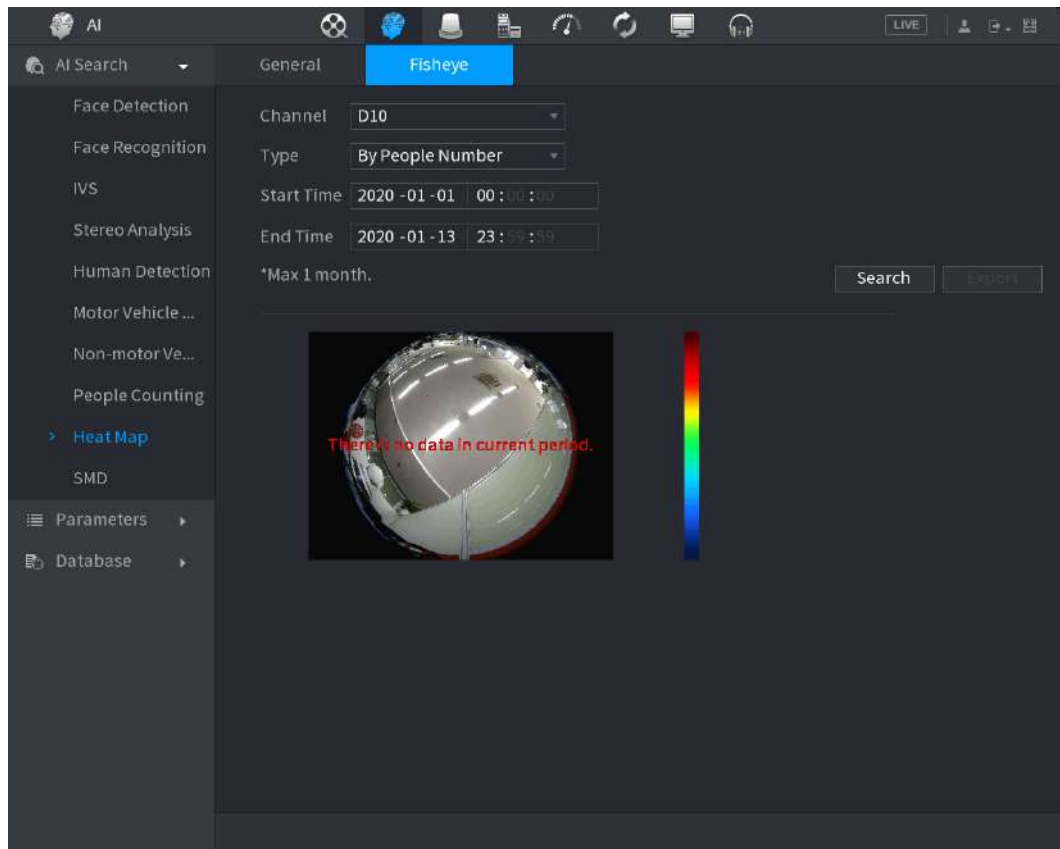 AI
LIVE
AI Search
General
Fisheye
Face Detection
Face Recognition
IVS
Stereo Analysis
Human Detection
Motor Vehicle ...
Non-motor Ve...
People Counting
> Heat Map
SMD
Parameters
Database
Channel D10
Type By People Number
Start Time 2020 -01 -01 00 : 00 : 00
End Time 2020 -01 -13 23 : 59 : 59
*Max 1 month.
Search
Export
There is no data in current period.